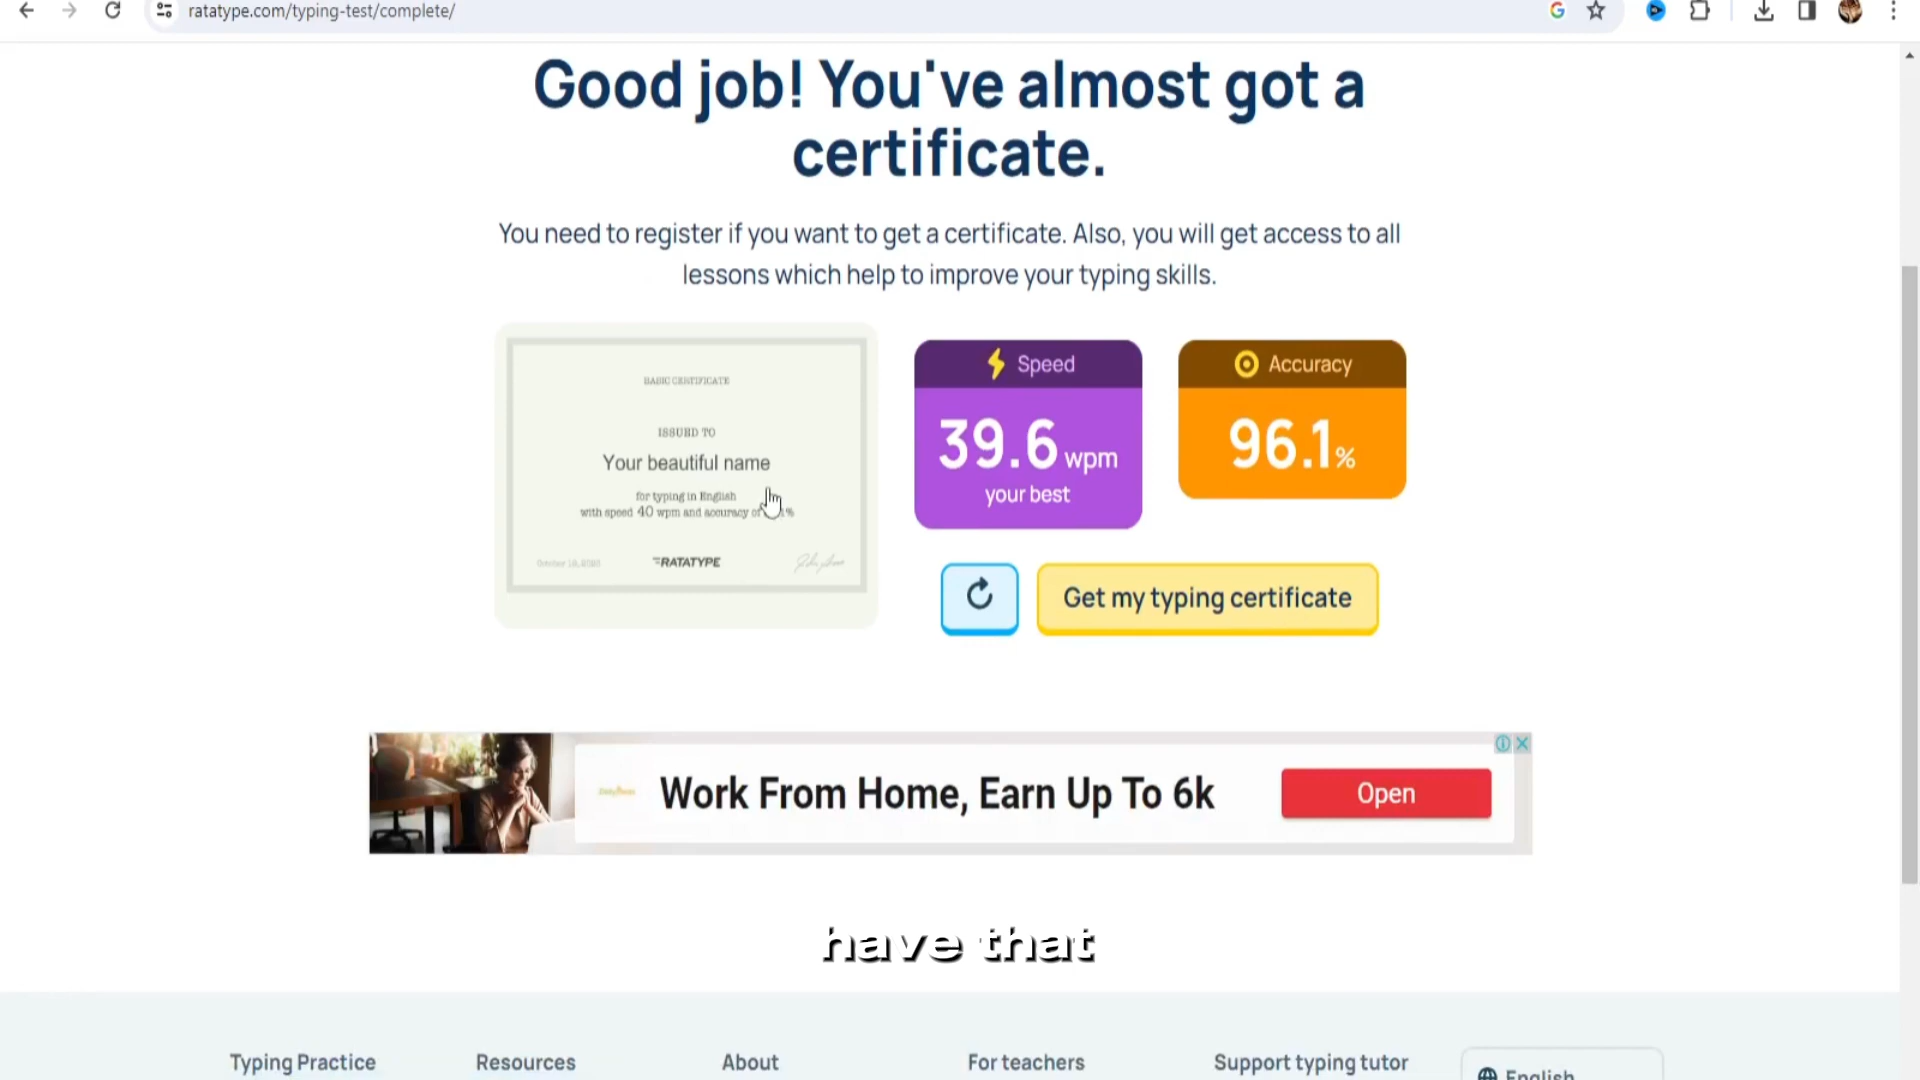 ratatype.com/typing-test/complete/
Good job! You've almost got a
certificate.
You need to register if you want to get a certificate. Also, you will get access to all
lessons which help to improve your typing skills.
BASIC CERTIFICATE
ISSUED TO
Your beautiful name
for typing in English
with speed 40 wpm and accuracy of
RATATYPE
Speed
39.6 wpm
your best
Accuracy
96.1%
Get my typing certificate
Work From Home, Earn Up To 6k
Open
have that
Typing Practice
Resources
About
For teachers
Support typing tutor
English